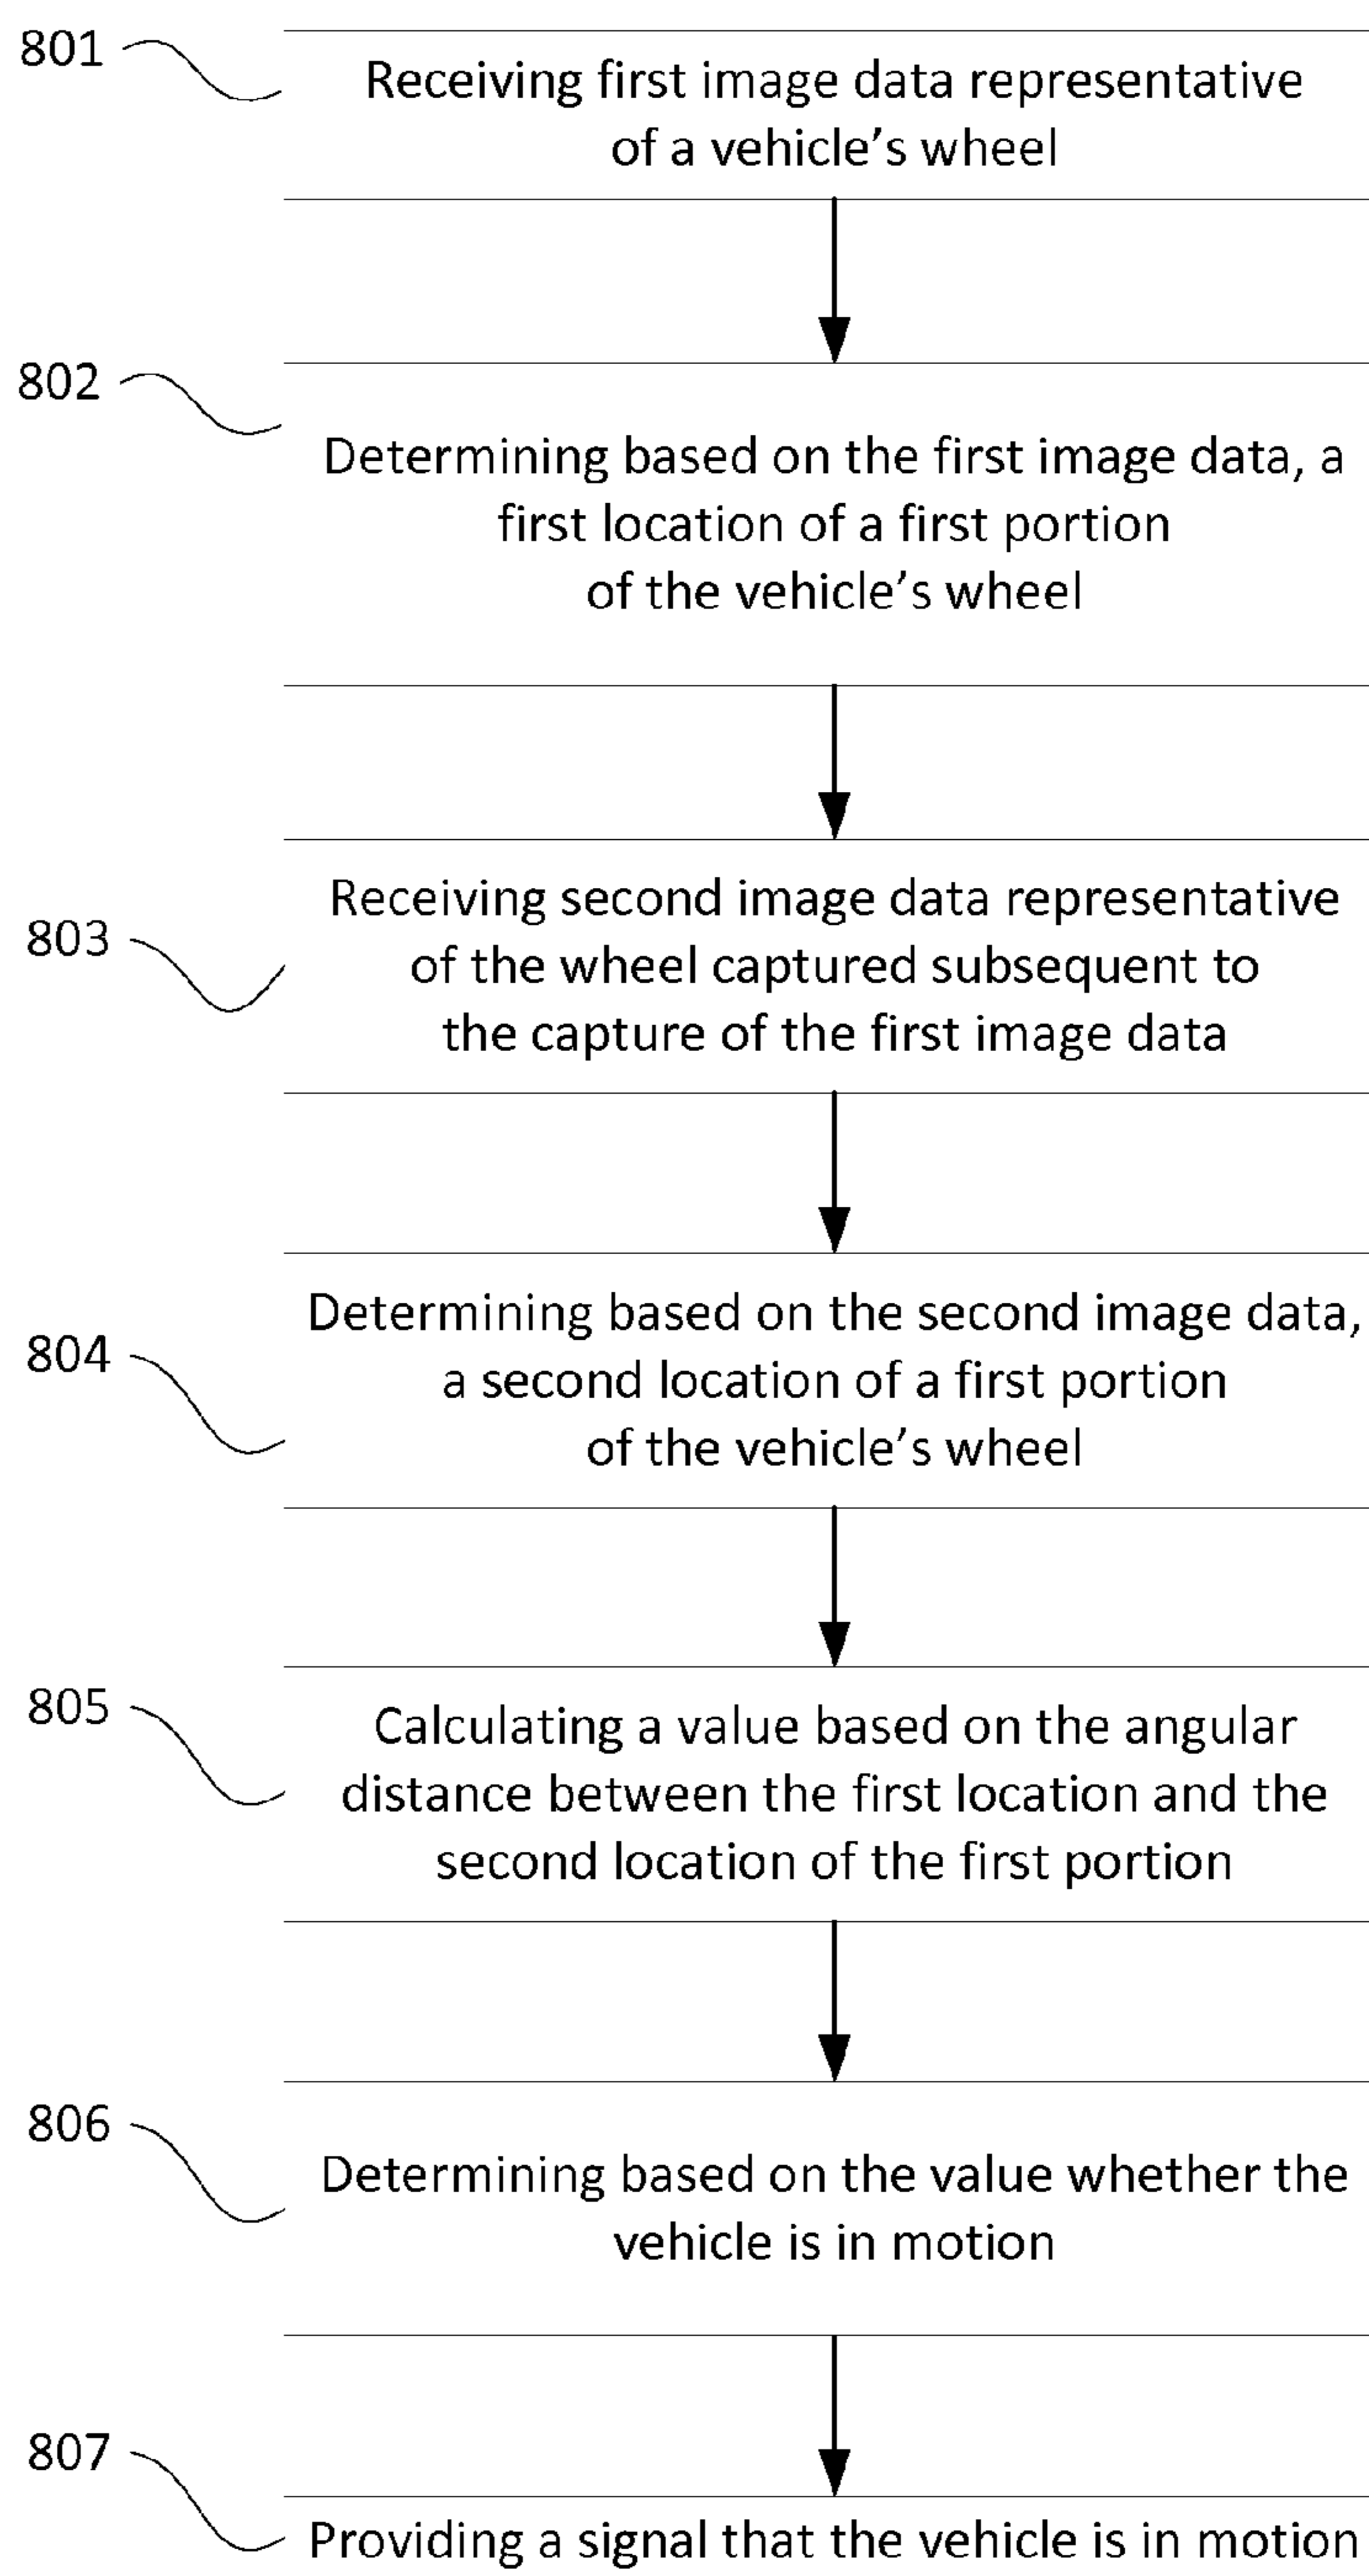 801
Receiving first image data representative
of a vehicle's wheel
802
Determining based on the first image data, a
first location of a first portion
of the vehicle's wheel
803
Receiving second image data representative
of the wheel captured subsequent to
the capture of the first image data
804
Determining based on the second image data,
a second location of a first portion
of the vehicle's wheel
805
Calculating a value based on the angular
distance between the first location and the
second location of the first portion
806
Determining based on the value whether the
vehicle is in motion
807
Providing a signal that the vehicle is in motion